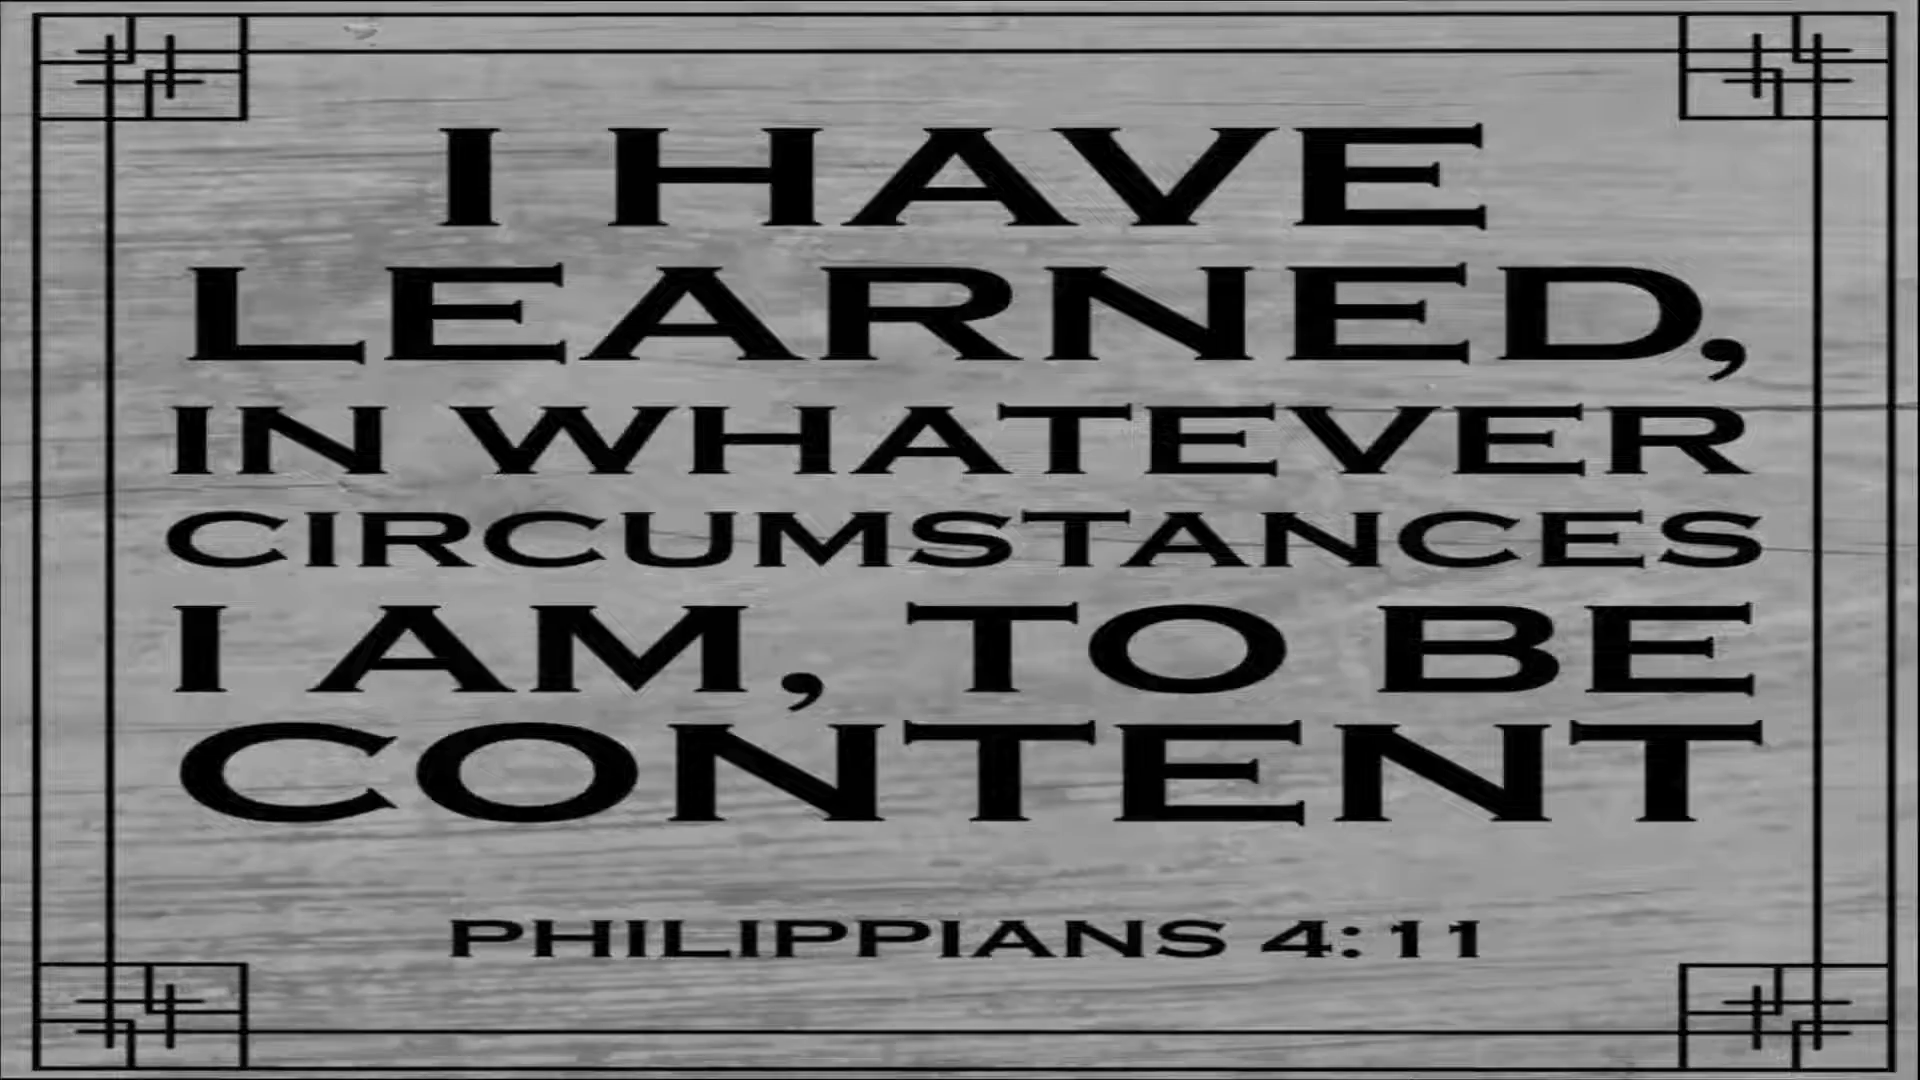 I HAVE
LEARNED,
IN WHATEVER
CIRCUMSTANCES
I AM, TO BE
CONTENT
PHILIPPIANS 4:11